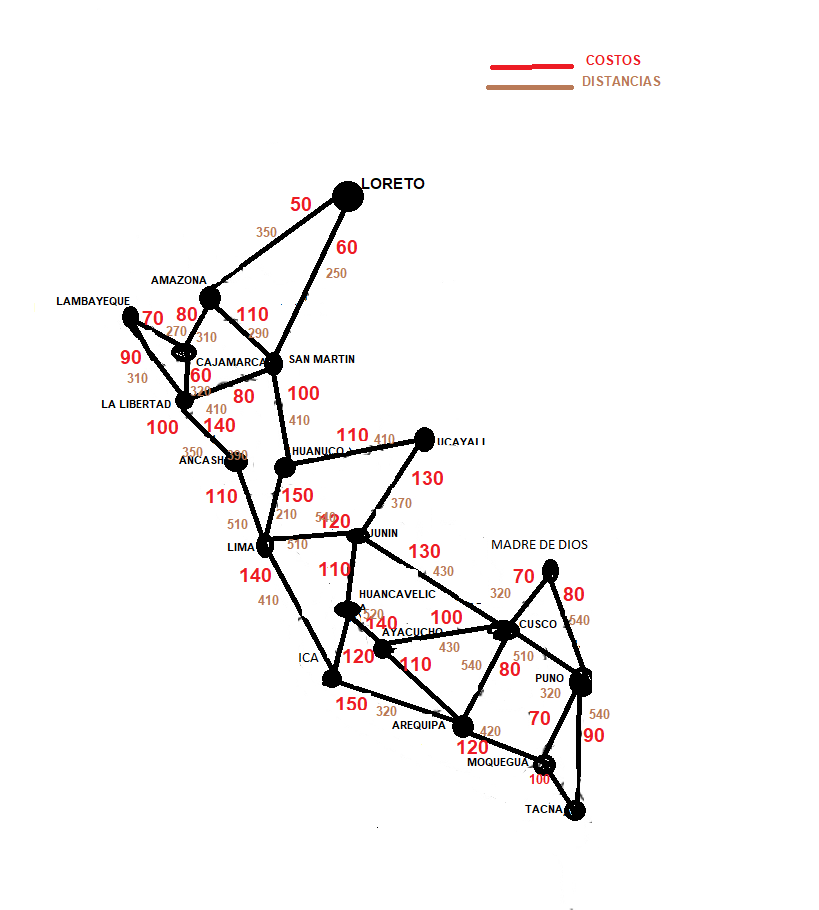 COSTOS
DISTANCIAS
LORETO
50
350
60
250
AMAZONA
LAMBAYEQUE
70
80
110
270
310
290
90
310
CAJAMARCA
SAN MARTIN
60
320
80
410
100
410
LA LIBERTAD
100
140
350
390
ANCASH
HUANUCO
110
410
UCAYALI
130
370
110
510
150
210
540
120
JUNIN
LIMA
510
140
410
110
130
430
MADRE DE DIOS
70
320
80
540
HUANCAVELIC
A
520
140
100
AYACUCHO
430
CUSCO
510
ICA
120
110
540
80
PUNO
320
150
320
AREQUIPA
420
120
70
540
90
MOQUEGUA
100
TACNA